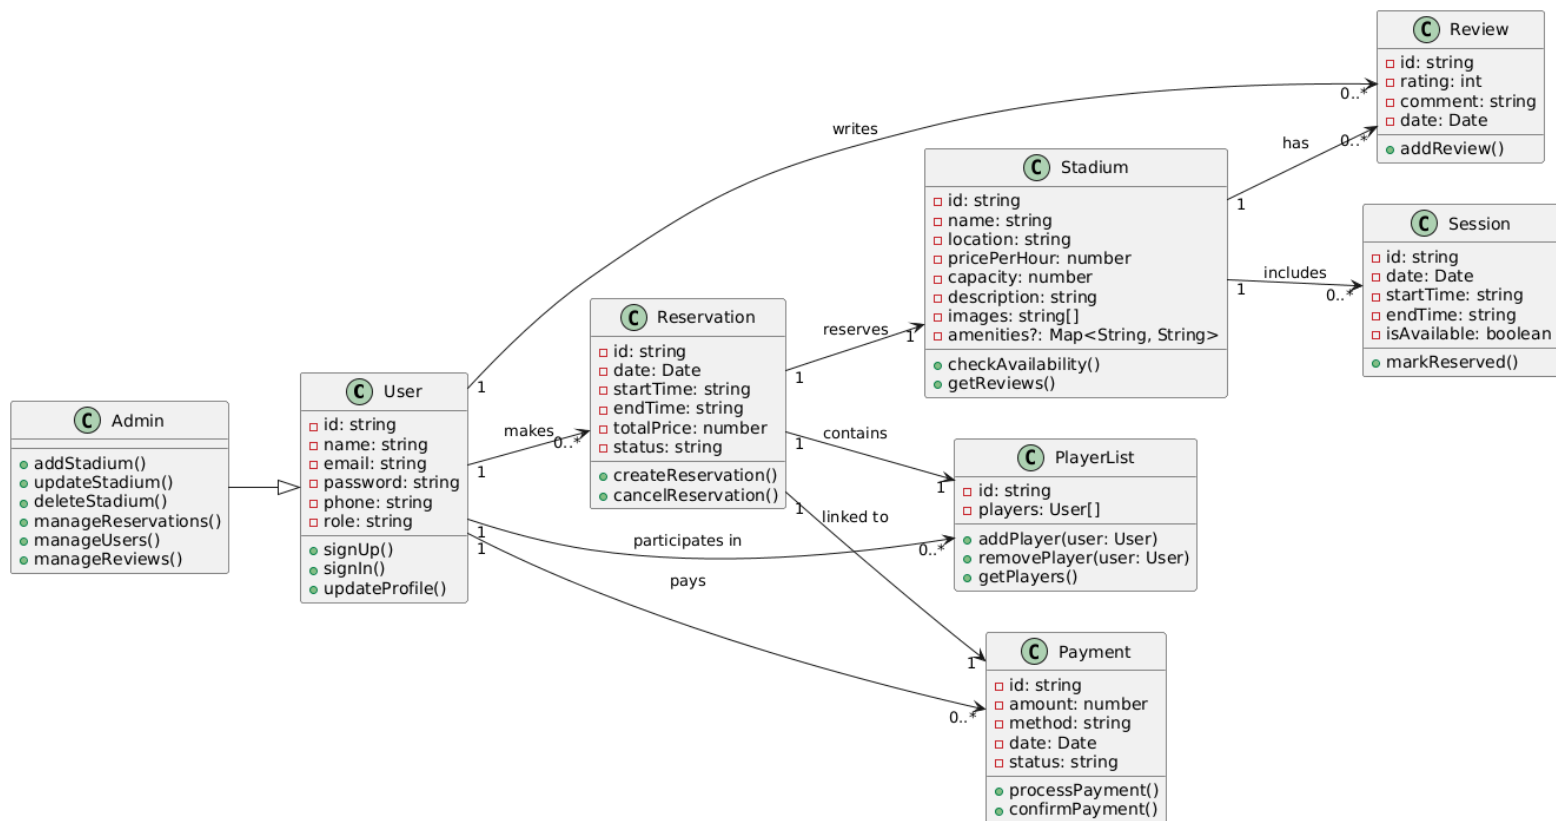 C Admin
addStadium()
updateStadium()
deleteStadium()
manageReservations()
manageUsers()
manageReviews()
C User
id: string
name: string
email: string
password: string
phone: string
role: string
signUp()
signIn()
updateProfile()
writes
1
0..*
makes
1
0..*
participates in
1
0..*
pays
1
0..*
C Reservation
id: string
date: Date
startTime: string
endTime: string
totalPrice: number
status: string
createReservation()
cancelReservation()
reserves
1
1
contains
1
1
linked to
1
1
C Stadium
id: string
name: string
location: string
pricePerHour: number
capacity: number
description: string
images: string[]
amenities?: Map<String, String>
checkAvailability()
getReviews()
has
1
0..*
includes
1
0..*
C PlayerList
id: string
players: User[]
addPlayer(user: User)
removePlayer(user: User)
getPlayers()
C Payment
id: string
amount: number
method: string
date: Date
status: string
processPayment()
confirmPayment()
C Review
id: string
rating: int
comment: string
date: Date
addReview()
C Session
id: string
date: Date
startTime: string
endTime: string
isAvailable: boolean
markReserved()